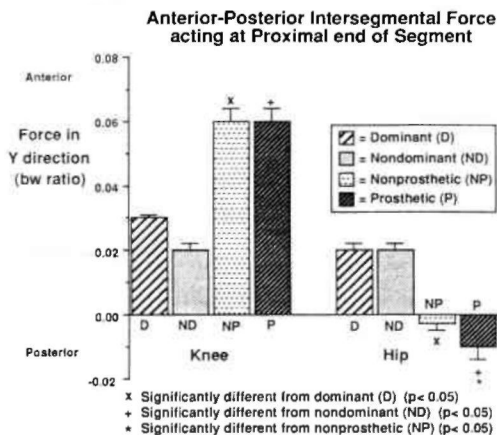 Anterior-Posterior Intersegmental Force
acting at Proximal end of Segment
Anterior
Force in
Y direction
(bw ratio)
Posterior
0.08
0.06
0.04
0.02
0.00
-0.02
x
+
= Dominant (D)
= Nondominant (ND)
= Nonprosthetic (NP)
= Prosthetic (P)
D ND NP P
Knee
D ND NP P
Hip
x
+
*
x Significantly different from dominant (D) (p< 0.05)
+ Significantly different from nondominant (ND) (p < 0.05)
* Significantly different from nonprosthetic (NP) (p < 0.05)